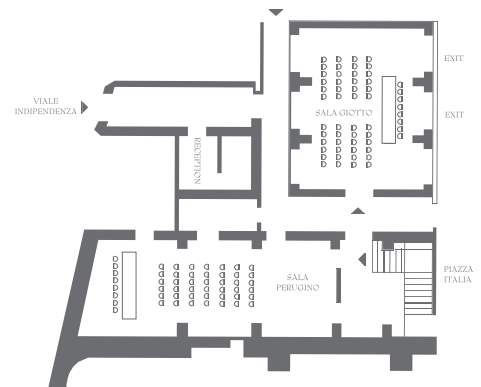 EXIT
VIALE
INDIPENDENZA
SALA GIOTTO
EXIT
RECEPTION
SALA
PERUGINO
PIAZZA
ITALIA